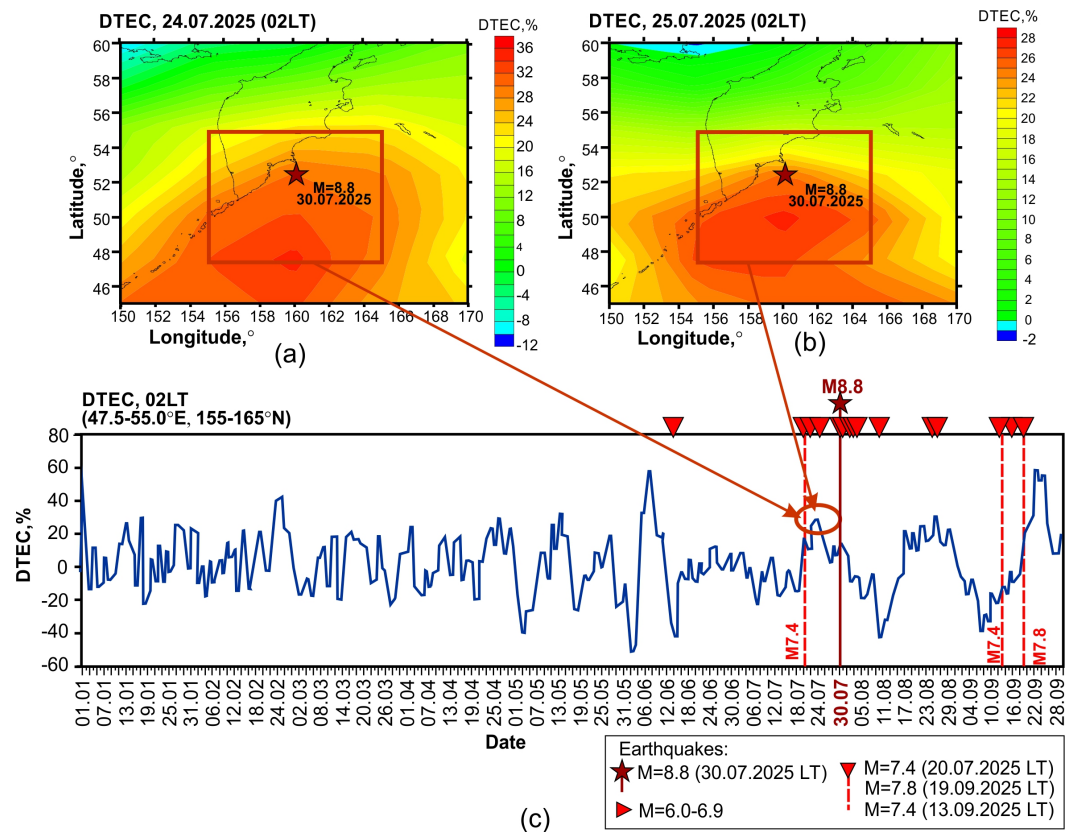 DTEC, 24.07.2025 (02LT)
DTEC,%
60
58
56
54
52
50
48
46
Latitude,°
150 152 154 156 158 160 162 164 166 168 170
Longitude,°
M=8.8
30.07.2025
36
32
28
24
20
16
12
8
4
0
-4
-8
-12
(a)
DTEC, 25.07.2025 (02LT)
DTEC,%
60
58
56
54
52
50
48
46
Latitude,°
150 152 154 156 158 160 162 164 166 168 170
Longitude,°
M=8.8
30.07.2025
28
26
24
22
20
18
16
14
12
10
8
6
4
2
0
-2
(b)
DTEC, 02LT
(47.5-55.0°E, 155-165°N)
M8.8
80
60
40
20
0
-20
-40
-60
DTEC,%
M7.4
M7.4
M7.8
01.01 07.01 13.01 19.01 25.01 31.01 06.02 12.02 18.02 24.02 02.03 08.03 14.03 20.03 26.03 01.04 07.04 13.04 19.04 25.04 01.05 07.05 13.05 19.05 25.05 31.05 06.06 12.06 18.06 24.06 30.06 06.07 12.07 18.07 24.07 30.07 05.08 11.08 17.08 23.08 29.08 04.09 10.09 16.09 22.09 28.09
Date
Earthquakes:
M=8.8 (30.07.2025 LT)
M=6.0-6.9
M=7.4 (20.07.2025 LT)
M=7.8 (19.09.2025 LT)
M=7.4 (13.09.2025 LT)
(c)